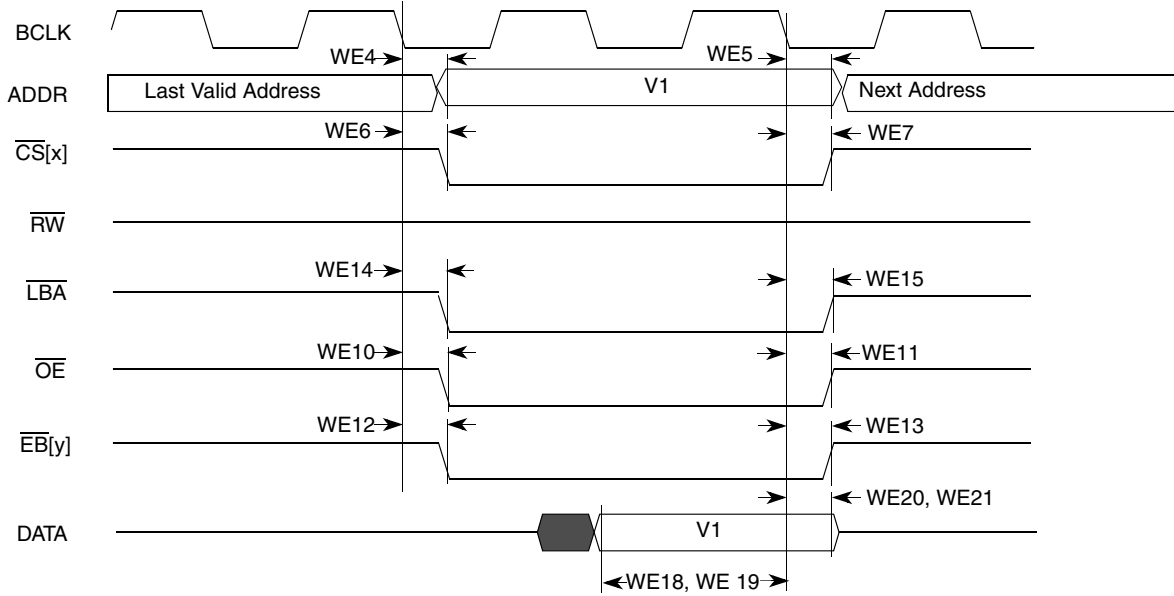 BCLK
WE4
WE5
ADDR
Last Valid Address
V1
Next Address
WE6
WE7
CS[x]
RW
WE14
WE15
LBA
WE10
WE11
OE
WE12
WE13
EB[y]
WE20, WE21
DATA
V1
WE18, WE 19